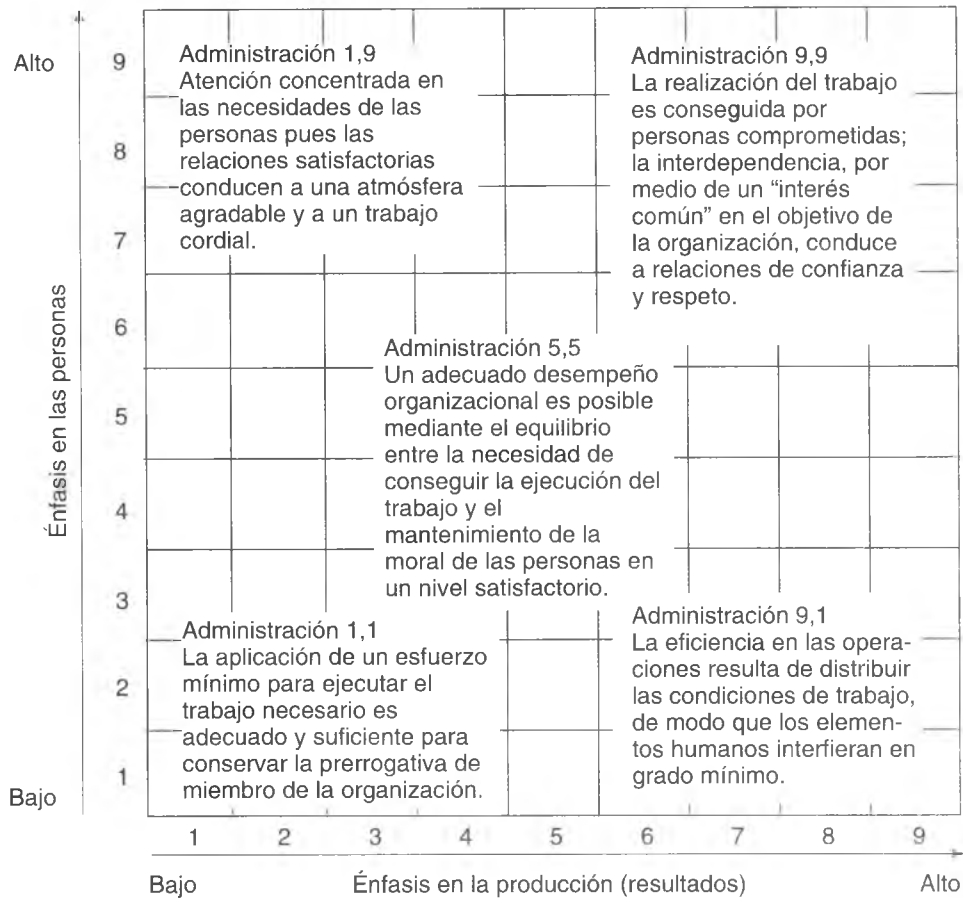 Alto
9
8
7
6
5
4
3
2
1
Bajo
Énfasis en las personas
Administración 1,9
Atención concentrada en
las necesidades de las
personas pues las
relaciones satisfactorias
conducen a una atmósfera
agradable y a un trabajo
cordial.
Administración 9,9
La realización del trabajo
es conseguida por
personas comprometidas;
la interdependencia, por
medio de un “interés
común” en el objetivo de
la organización, conduce
a relaciones de confianza
y respeto.
Administración 5,5
Un adecuado desempeño
organizacional es posible
mediante el equilibrio
entre la necesidad de
conseguir la ejecución del
trabajo y el
mantenimiento de la
moral de las personas en
un nivel satisfactorio.
Administración 1,1
La aplicación de un esfuerzo
mínimo para ejecutar el
trabajo necesario es
adecuado y suficiente para
conservar la prerrogativa de
miembro de la organización.
Administración 9,1
La eficiencia en las opera-
ciones resulta de distribuir
las condiciones de trabajo,
de modo que los elemen-
tos humanos interfieran en
grado mínimo.
1 2 3 4 5 6 7 8 9
Bajo Énfasis en la producción (resultados) Alto